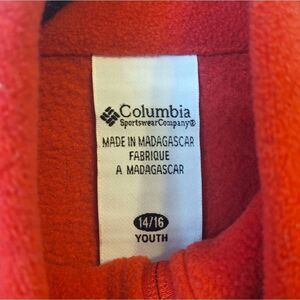 Columbia
SportswearCompany®
MADE IN MADAGASCAR
FABRIQUE
A MADAGASCAR
14/16
YOUTH